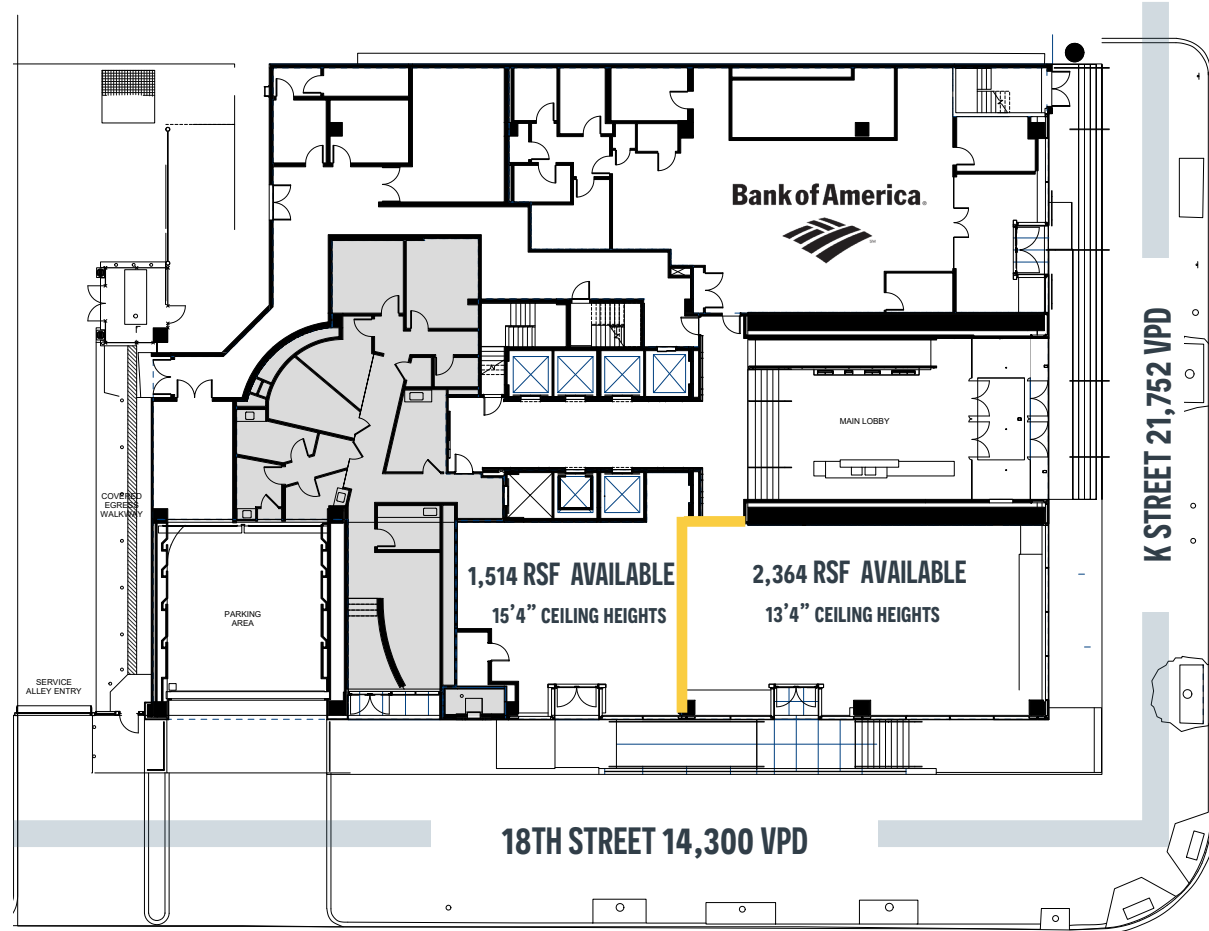 Bank of America
K STREET 21,752 VPD
MAIN LOBBY
COVERED
EGRESS
WALKWAY
1,514 RSF AVAILABLE
15’4” CEILING HEIGHTS
2,364 RSF AVAILABLE
13’4” CEILING HEIGHTS
PARKING
AREA
SERVICE
ALLEY ENTRY
18TH STREET 14,300 VPD